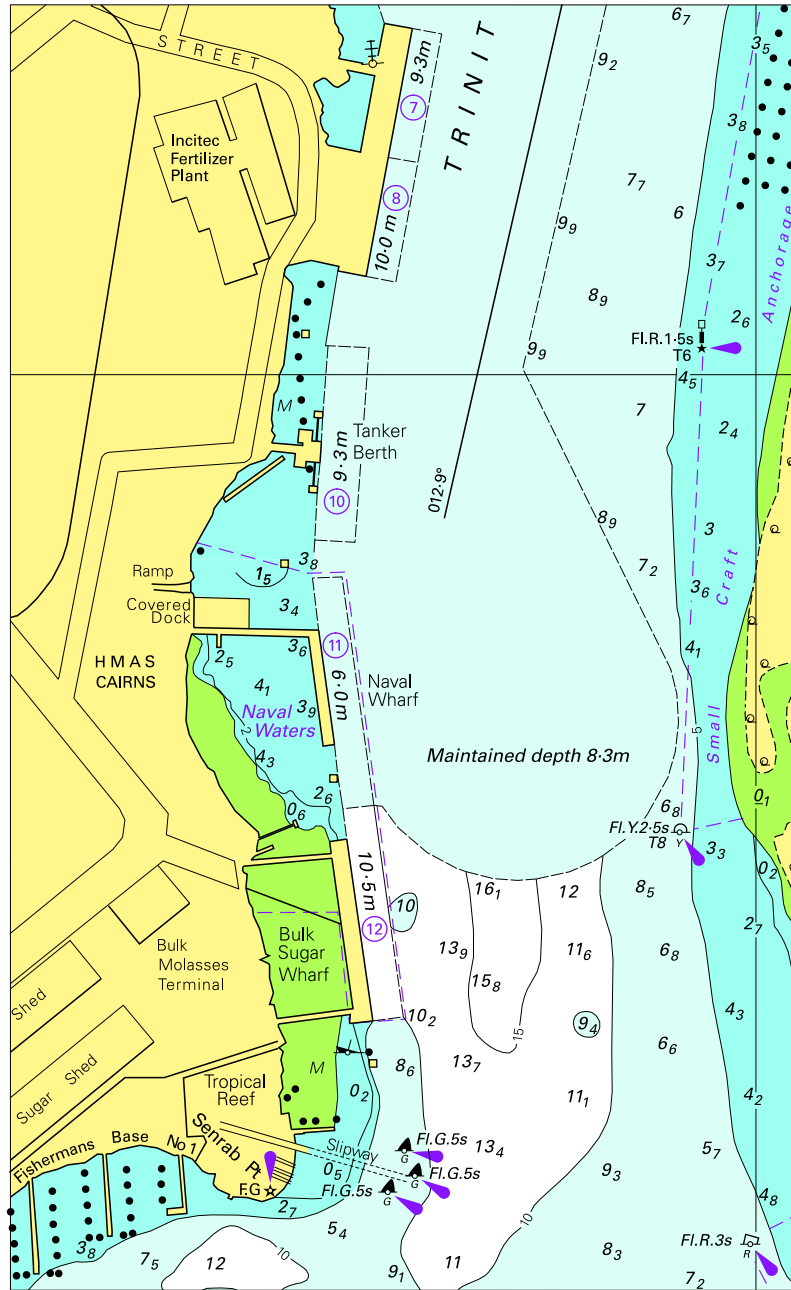 STREET
Incitec
Fertilizer
Plant
9·3m
7
8
10·0 m
TRINIT
6₇
9₂
3₅
3₈
7₇
6
9₉
3₇
8₉
2₆
9₉
Anchorage
Fl.R.1·5s
T6
4₅
M
Tanker
Berth
9·3m
10
7
2₄
012·9°
8₉
3
7₂
3₆
3₈
1₅
Ramp
Covered
Dock
3₄
Craft
11
3₆
2₅
4₁
HMAS
CAIRNS
6·0m
Naval
Wharf
4₁
3₉
Naval
Waters
2
4₃
Small
5
Maintained depth 8·3m
2₆
0₆
6₈
0₁
Fl.Y.2·5s
T8
Y
3₃
0₂
10·5m
16₁
12
8₅
10
12
2₇
Bulk
Sugar
Wharf
Bulk
Molasses
Terminal
13₉
11₆
6₈
15₈
Shed
10₂
4₃
9₄
15
10
6₆
Sugar Shed
M
8₆
13₇
Tropical
Reef
0₂
11₁
4₂
Senrab Pt
Fl.G.5s
G
13₄
5₇
Fishermans Base No 1
Slipway
0₅
Fl.G.5s
G
9₃
F.G
Fl.G.5s
G
4₈
2₇
5₄
10
3₈
7₅
12
10
9₁
11
8₃
Fl.R.3s
R
7₂